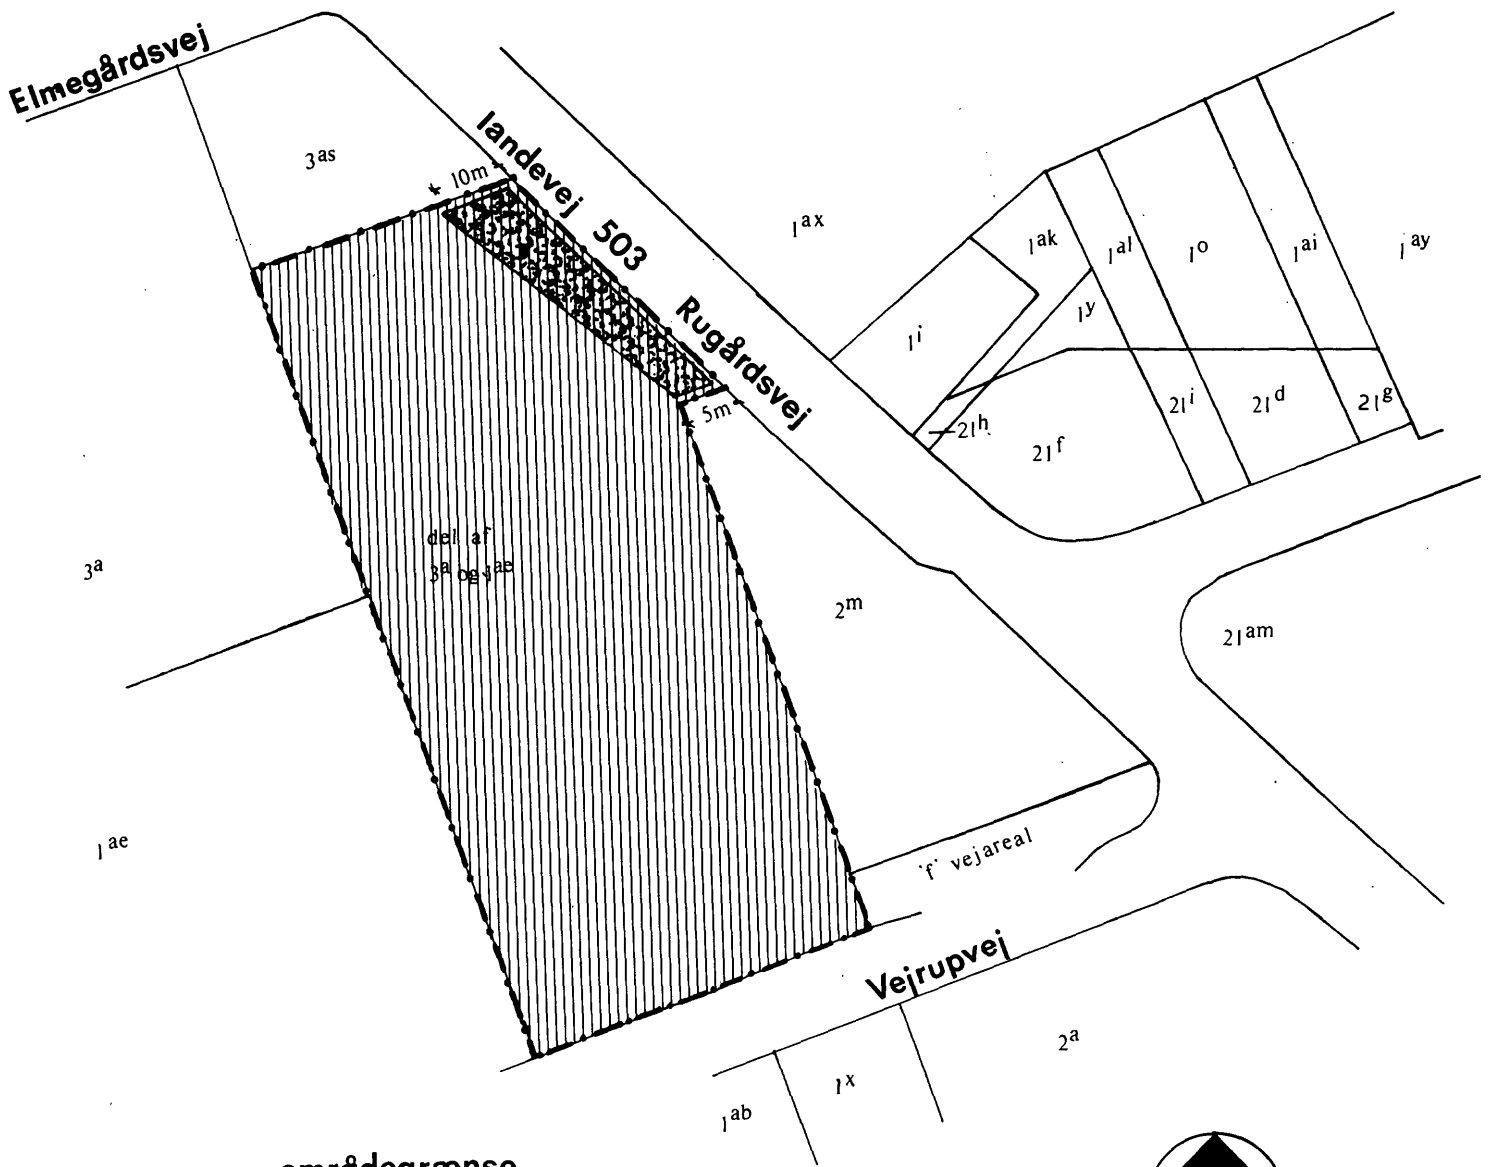 Elmegårdsvej
landevej 503 Rugårdsvej
3as
10m
1ax
1ak
1al
1o
1ai
1ay
1y
1i
5m
21h
21f
21i
21d
21g
del af
3a og 1ae
3a
2m
21am
1ae
"f" vejareal
Vejrupvej
2a
1x
1ab
områdegrænse